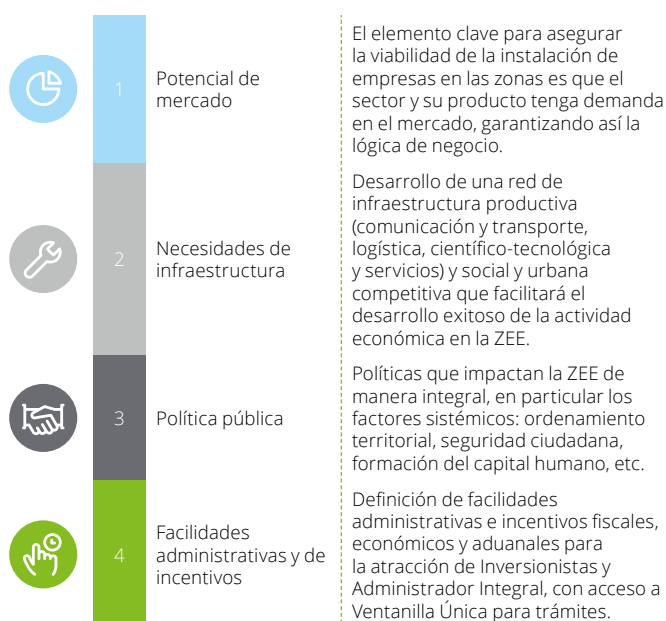 1
Potencial de
mercado
El elemento clave para asegurar
la viabilidad de la instalación de
empresas en las zonas es que el
sector y su producto tenga demanda
en el mercado, garantizando así la
lógica de negocio.
2
Necesidades de
infraestructura
Desarrollo de una red de
infraestructura productiva
(comunicación y transporte,
logística, científico-tecnológica
y servicios) y social y urbana
competitiva que facilitará el
desarrollo exitoso de la actividad
económica en la ZEE.
3
Política pública
Políticas que impactan la ZEE de
manera integral, en particular los
factores sistémicos: ordenamiento
territorial, seguridad ciudadana,
formación del capital humano, etc.
4
Facilidades
administrativas y de
incentivos
Definición de facilidades
administrativas e incentivos fiscales,
económicos y aduanales para
la atracción de Inversionistas y
Administrador Integral, con acceso a
Ventanilla Única para trámites.